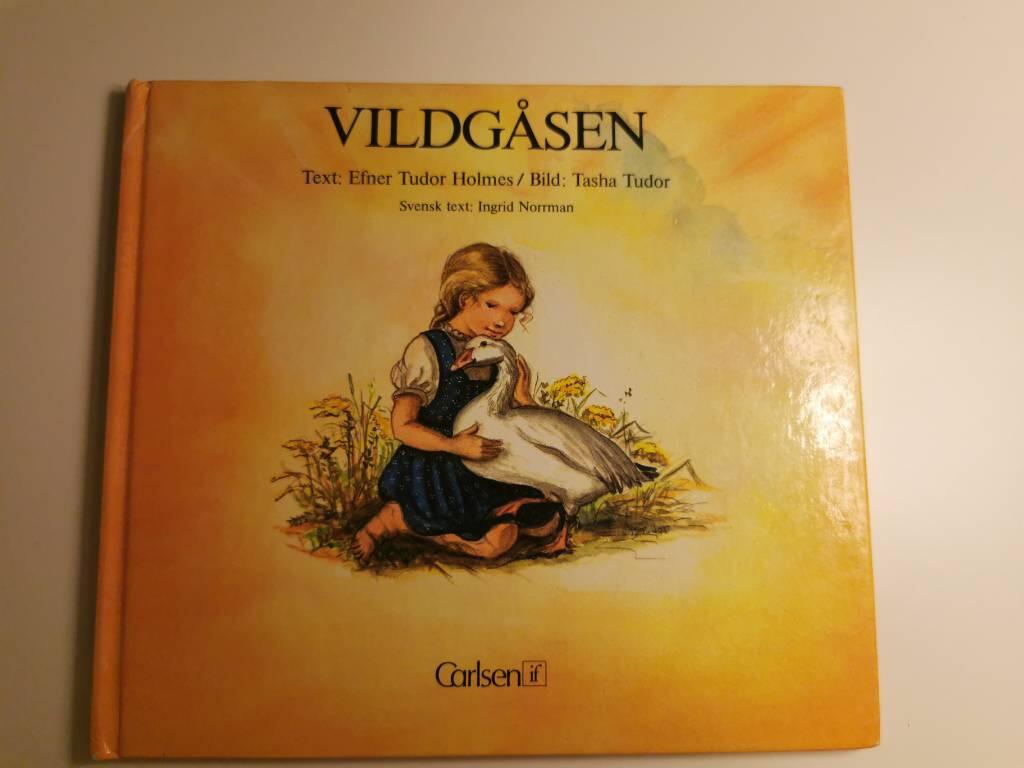 VILDGÅSEN
Text: Efner Tudor Holmes / Bild: Tasha Tudor
Svensk text: Ingrid Norrman
Carlsen if